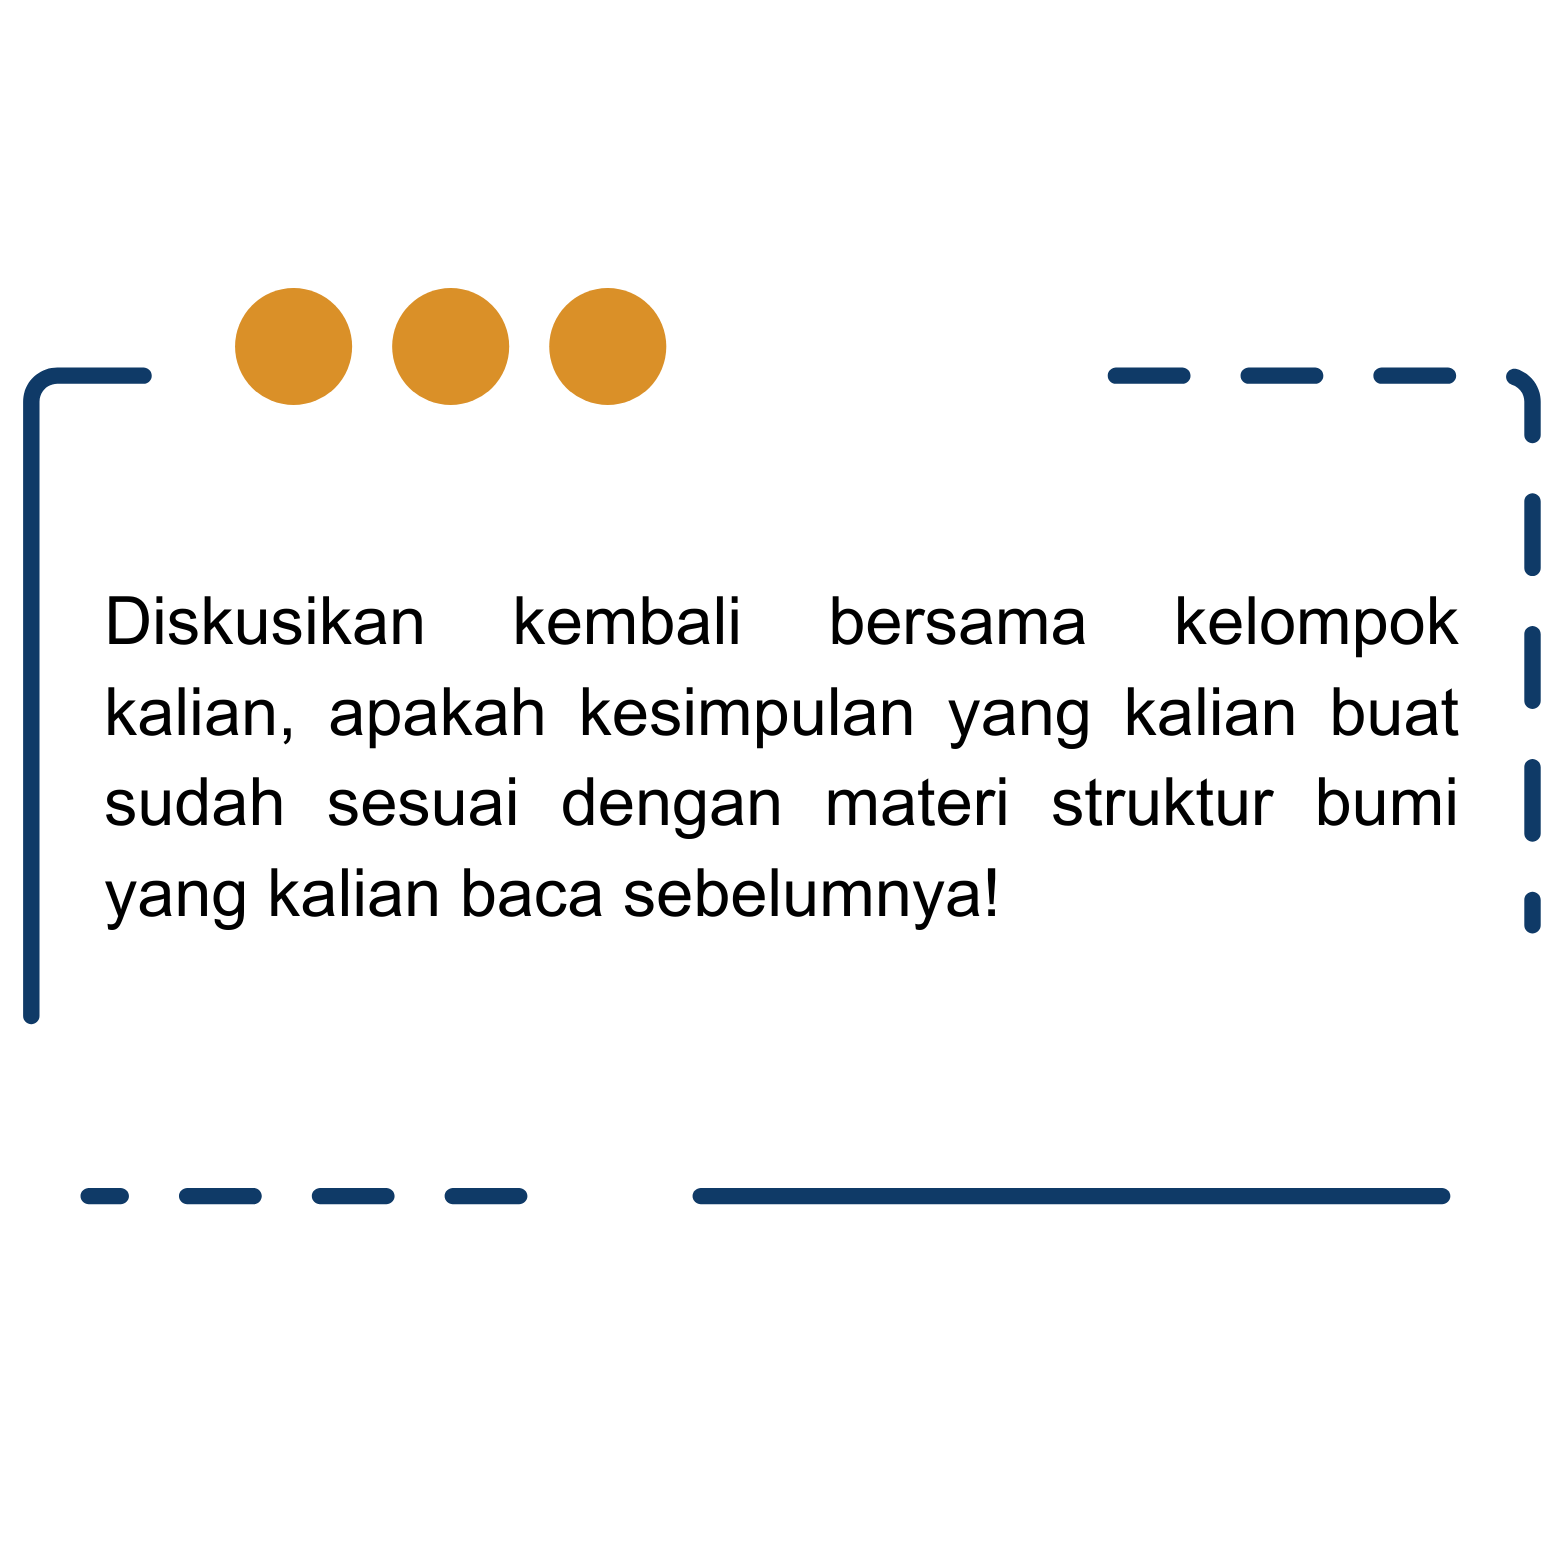 Diskusikan kembali bersama kelompok
kalian, apakah kesimpulan yang kalian buat
sudah sesuai dengan materi struktur bumi
yang kalian baca sebelumnya!